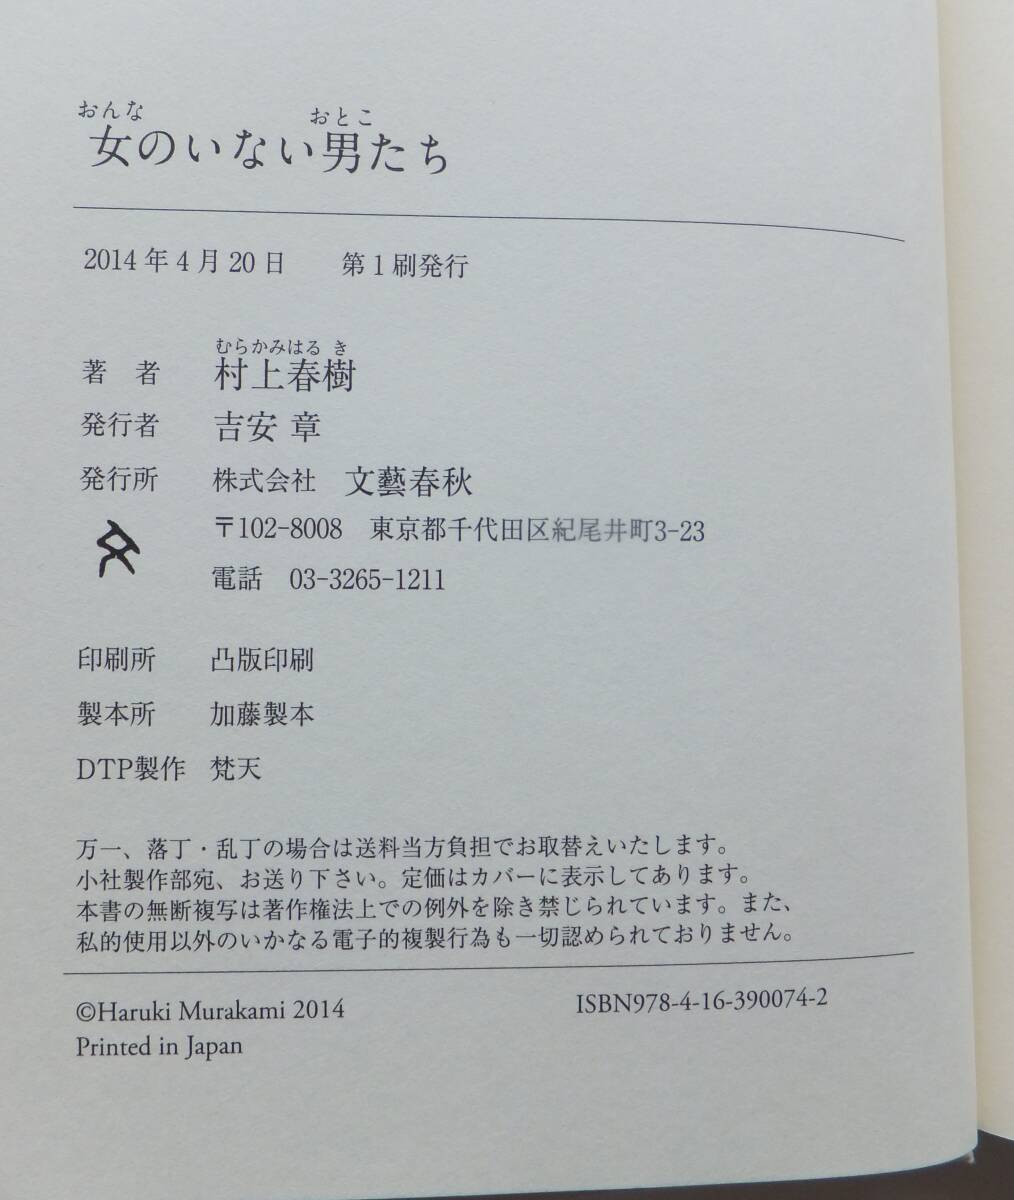 おんな おとこ
女のいない男たち
2014年4月20日 第1刷発行
むらかみはるき
著者 村上春樹
発行者 吉安 章
発行所 株式会社 文藝春秋
〒102-8008 東京都千代田区紀尾井町3-23
電話 03-3265-1211
印刷所 凸版印刷
製本所 加藤製本
DTP製作 梵天
万一、落丁・乱丁の場合は送料当方負担でお取替えいたします。
小社製作部宛、お送り下さい。定価はカバーに表示してあります。
本書の無断複写は著作権法上での例外を除き禁じられています。また、
私的使用以外のいかなる電子的複製行為も一切認められておりません。
©Haruki Murakami 2014 ISBN978-4-16-390074-2
Printed in Japan